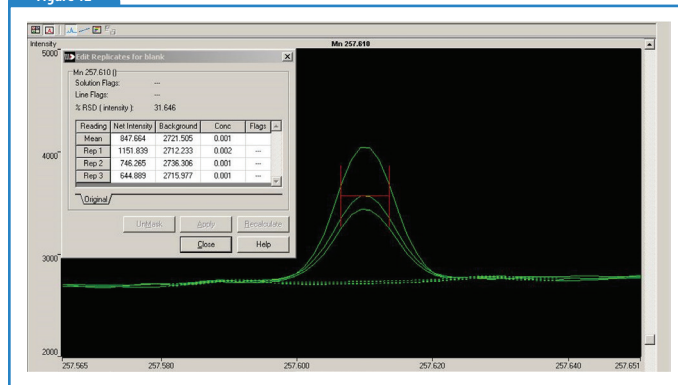 Intensity
Mn 257.610
5000
4000
3000
2000
257.565
257.580
257.600
257.620
257.640
257.651
Edit Replicates for blank
Mn 257.610 ()
Solution Flags: ---
Line Flags: ---
% RSD ( intensity ): 31.646
Reading Net Intensity Background Conc Flags
Mean 847.664 2721.505 0.001
Rep 1 1151.839 2712.233 0.002 ---
Rep 2 746.265 2736.306 0.001 ---
Rep 3 644.889 2715.977 0.001 ---
Original
UnMask Apply Recalculate
Close Help